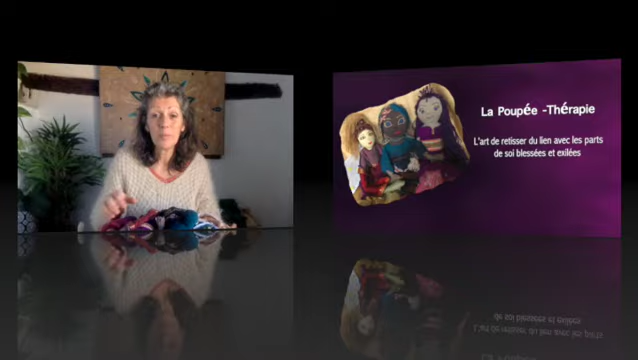 La Poupée -Thérapie
L'art de retisser du lien avec les parts
de soi blessées et exilées